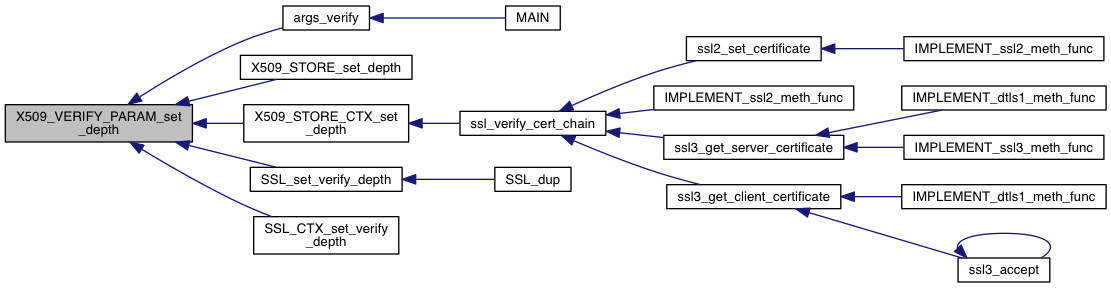 args_verify
MAIN
X509_STORE_set_depth
X509_VERIFY_PARAM_set
_depth
X509_STORE_CTX_set
_depth
SSL_set_verify_depth
SSL_dup
SSL_CTX_set_verify
_depth
ssl_verify_cert_chain
ssl2_set_certificate
IMPLEMENT_ssl2_meth_func
IMPLEMENT_ssl2_meth_func
ssl3_get_server_certificate
IMPLEMENT_dtls1_meth_func
IMPLEMENT_ssl3_meth_func
ssl3_get_client_certificate
IMPLEMENT_dtls1_meth_func
ssl3_accept